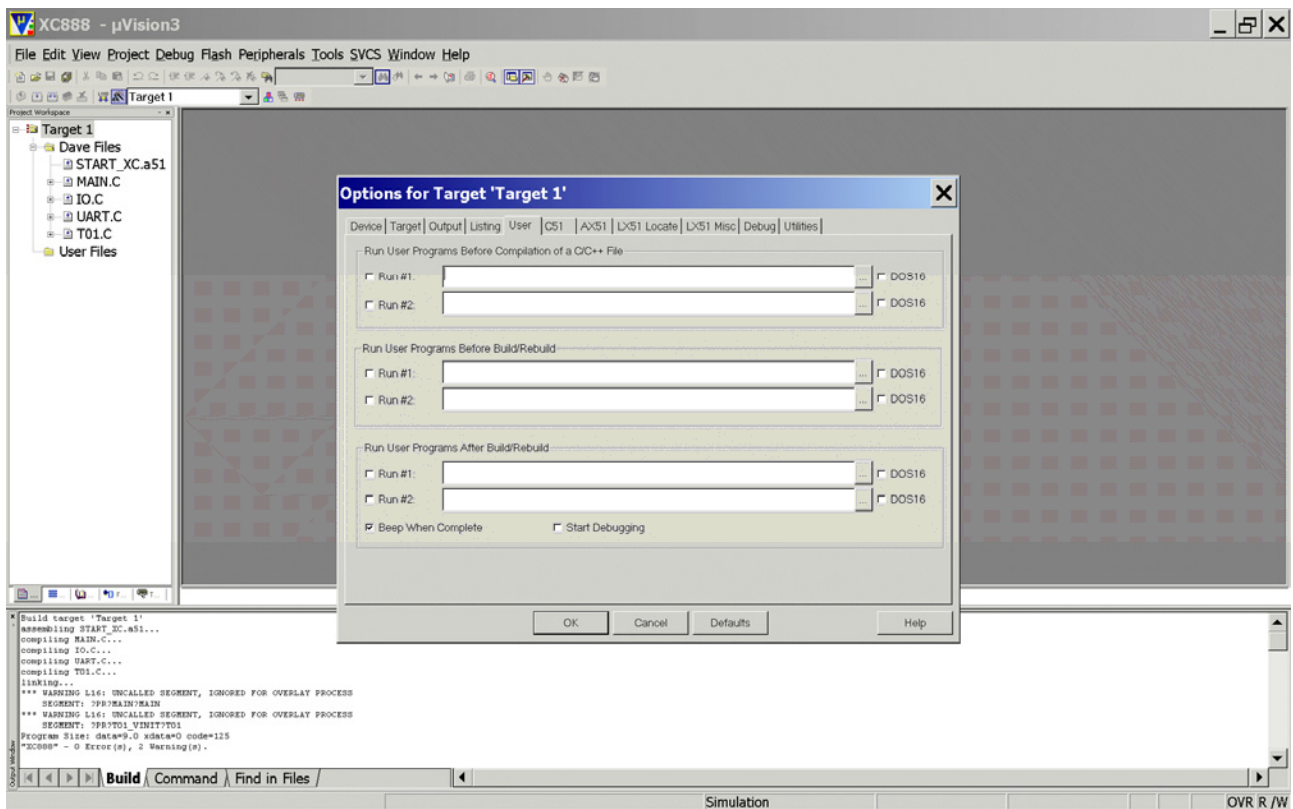 XC888 - µVision3
File Edit View Project Debug Flash Peripherals Tools SVCS Window Help
Target 1
Project Workspace
Target 1
Dave Files
START_XC.a51
MAIN.C
IO.C
UART.C
T01.C
User Files
Options for Target 'Target 1'
Device Target Output Listing User C51 AX51 LX51 Locate LX51 Misc Debug Utilities
Run User Programs Before Compilation of a C/C++ File
Run #1: ... DOS16
Run #2: ... DOS16
Run User Programs Before Build/Rebuild
Run #1: ... DOS16
Run #2: ... DOS16
Run User Programs After Build/Rebuild
Run #1: ... DOS16
Run #2: ... DOS16
Beep When Complete Start Debugging
OK Cancel Defaults Help
Build target 'Target 1'
assembling START_XC.a51...
compiling MAIN.C...
compiling IO.C...
compiling UART.C...
compiling T01.C...
linking...
*** WARNING L16: UNCALLED SEGMENT, IGNORED FOR OVERLAY PROCESS
SEGMENT: ?PR?MAIN?MAIN
*** WARNING L16: UNCALLED SEGMENT, IGNORED FOR OVERLAY PROCESS
SEGMENT: ?PR?T01_VINIT?T01
Program Size: data=9.0 xdata=0 code=125
"XC888" - 0 Error(s), 2 Warning(s).
Output Window
Build Command Find in Files
Simulation OVR R /W